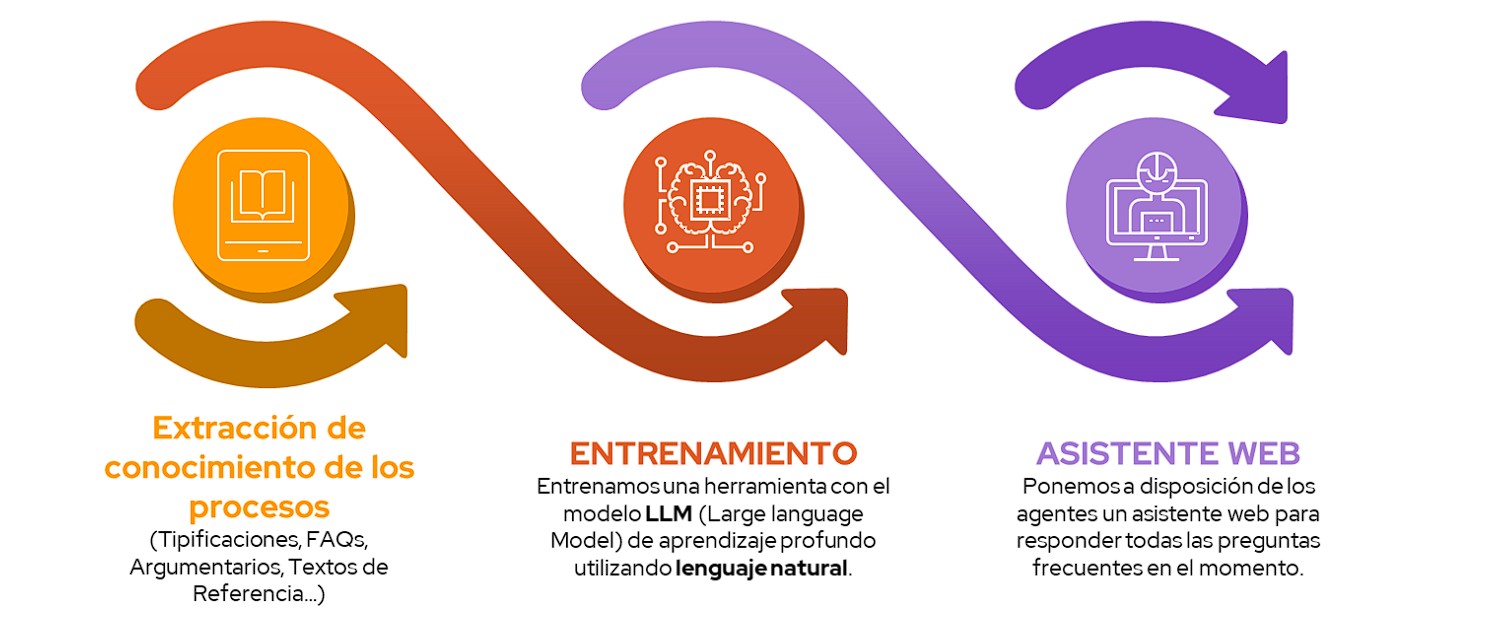 Extracción de
conocimiento de los
procesos
(Tipificaciones, FAQs,
Argumentarios, Textos de
Referencia...)
ENTRENAMIENTO
Entrenamos una herramienta con el
modelo LLM (Large language
Model) de aprendizaje profundo
utilizando lenguaje natural.
ASISTENTE WEB
Ponemos a disposición de los
agentes un asistente web para
responder todas las preguntas
frecuentes en el momento.